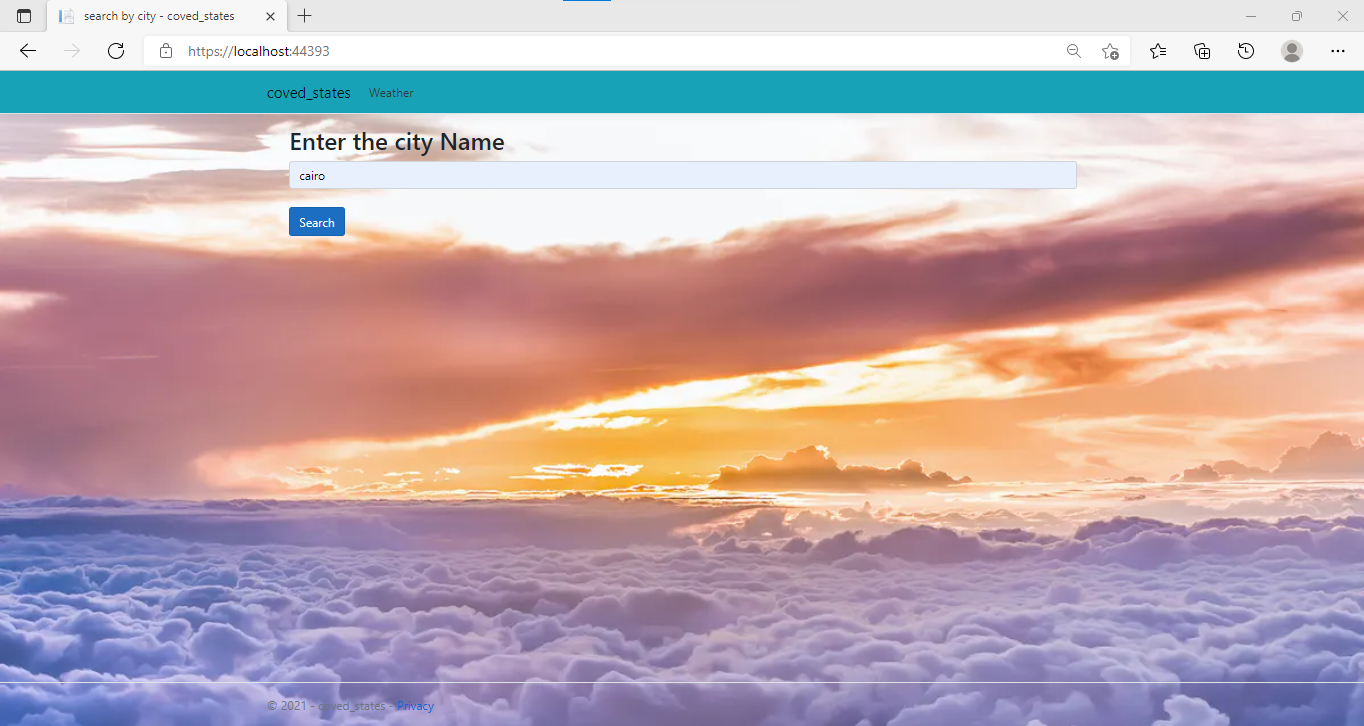 search by city - coved_states
https://localhost:44393
coved_states Weather
Enter the city Name
cairo
Search
© 2021 - coved_states - Privacy